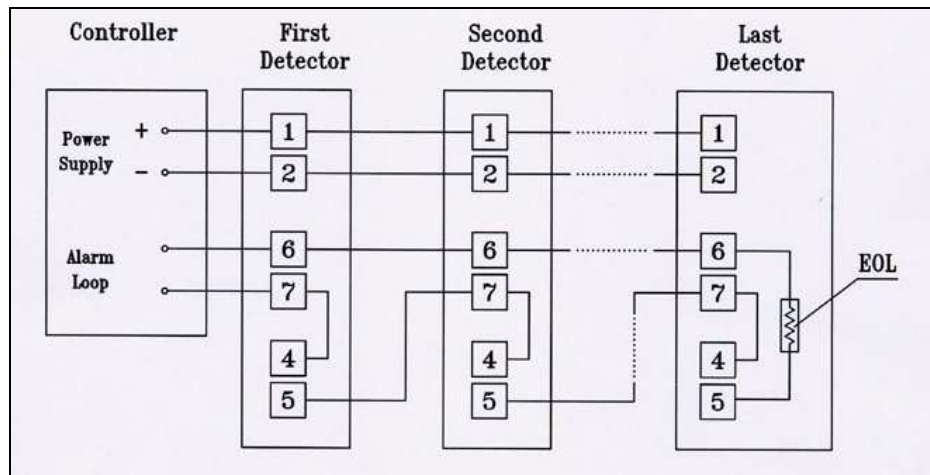 Controller
First
Detector
Second
Detector
Last
Detector
Power
Supply
+
-
1
1
1
2
2
2
Alarm
Loop
6
6
6
7
7
7
EOL
4
4
4
5
5
5